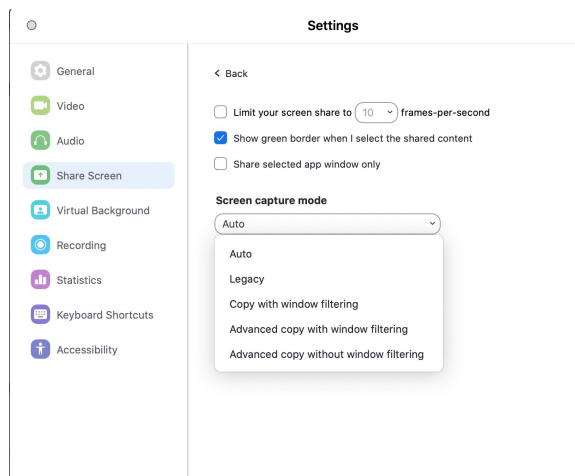 Settings
General
Video
Audio
Share Screen
Virtual Background
Recording
Statistics
Keyboard Shortcuts
Accessibility
< Back
Limit your screen share to 10 frames-per-second
Show green border when I select the shared content
Share selected app window only
Screen capture mode
Auto
Auto
Legacy
Copy with window filtering
Advanced copy with window filtering
Advanced copy without window filtering